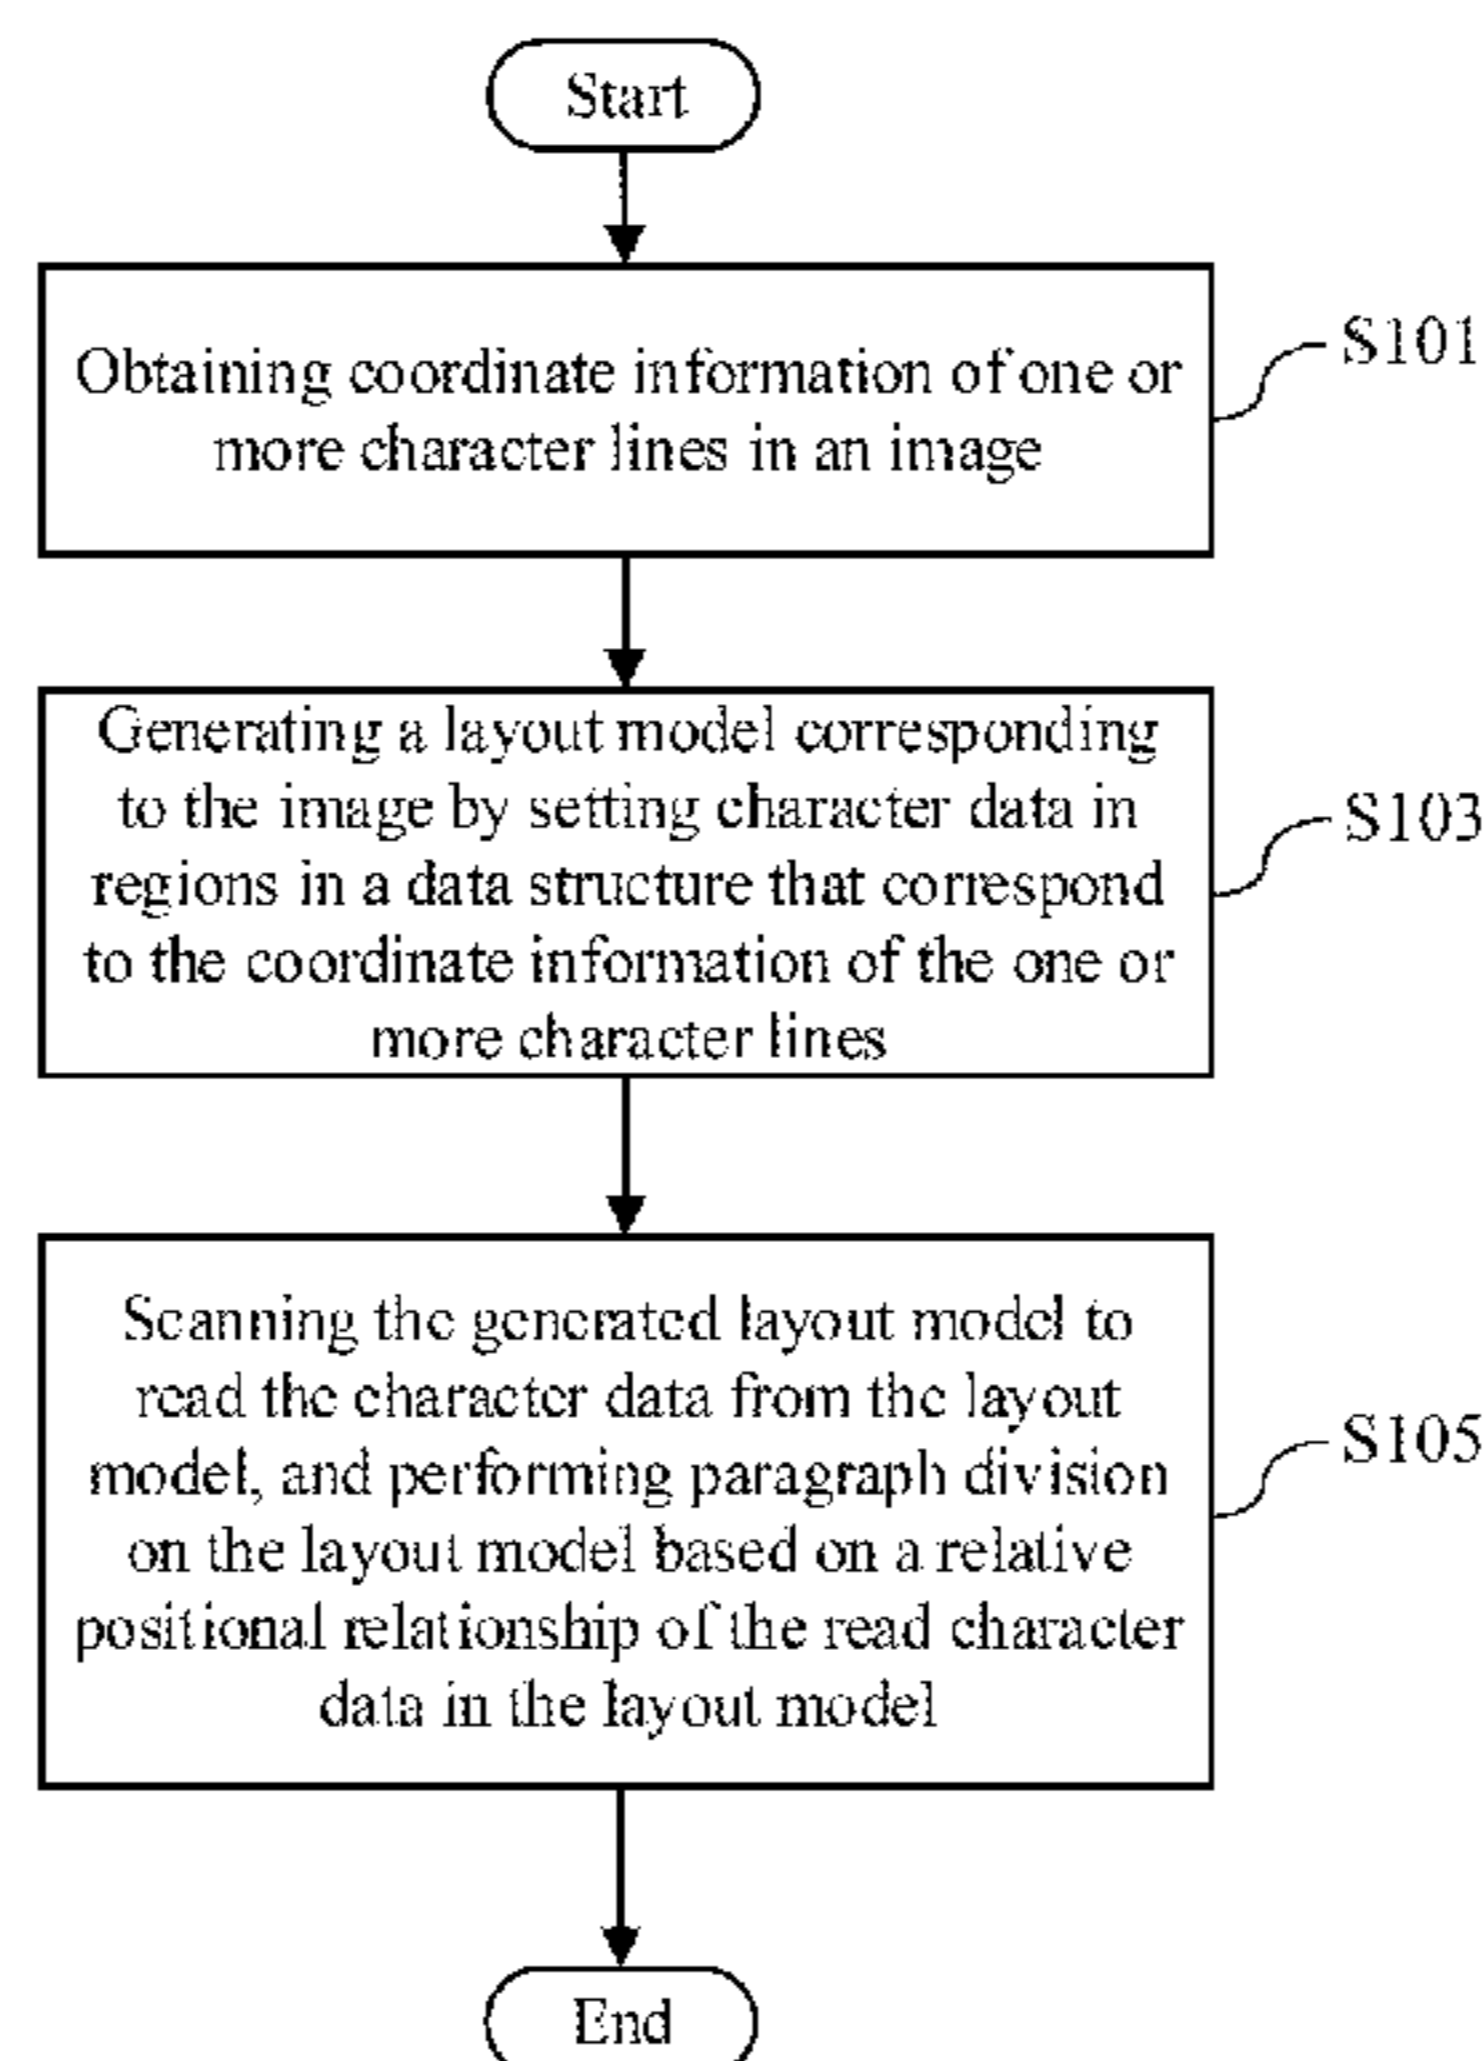 Start
Obtaining coordinate information of one or
more character lines in an image
S101
Generating a layout model corresponding
to the image by setting character data in
regions in a data structure that correspond
to the coordinate information of the one or
more character lines
S103
Scanning the generated layout model to
read the character data from the layout
model, and performing paragraph division
on the layout model based on a relative
positional relationship of the read character
data in the layout model
S105
End